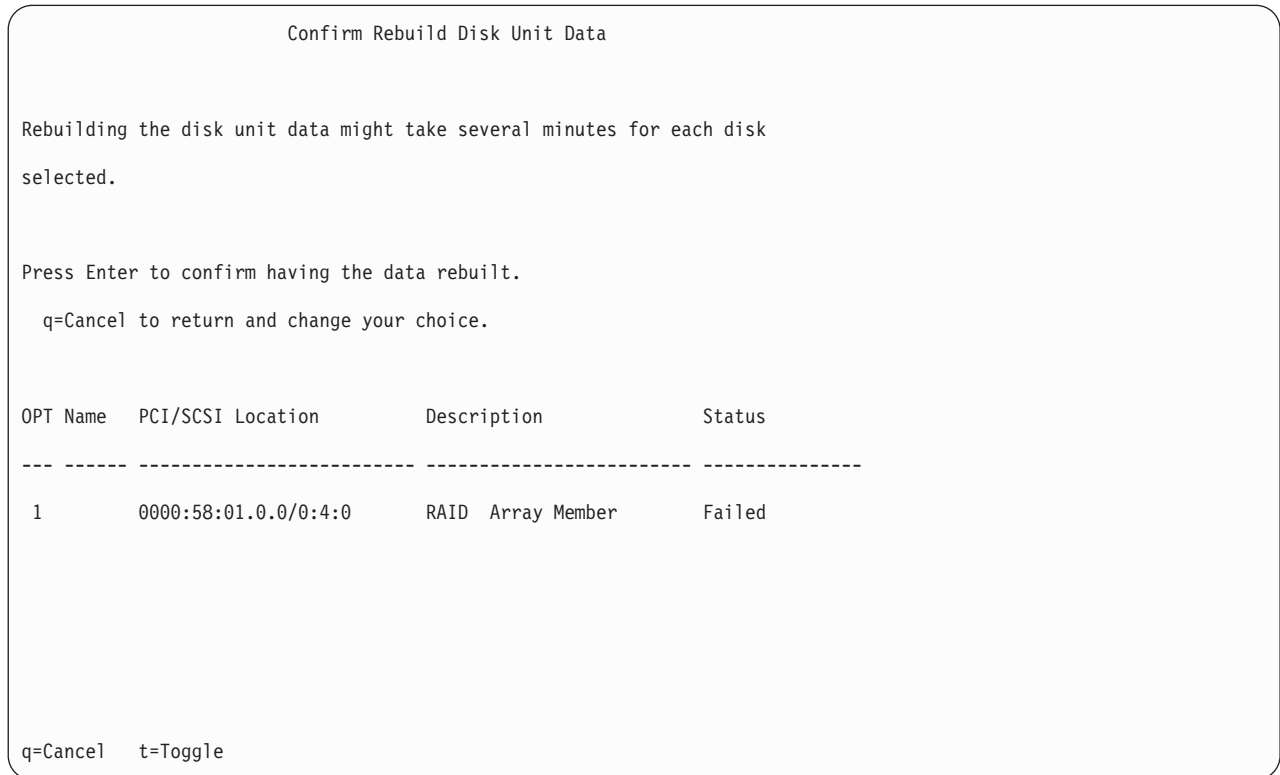 Confirm Rebuild Disk Unit Data
Rebuilding the disk unit data might take several minutes for each disk
selected.
Press Enter to confirm having the data rebuilt.
q=Cancel to return and change your choice.
OPT Name   PCI/SCSI Location          Description               Status
--- ------ -------------------------- ------------------------- ---------------
1         0000:58:01.0.0/0:4:0       RAID  Array Member        Failed
q=Cancel   t=Toggle